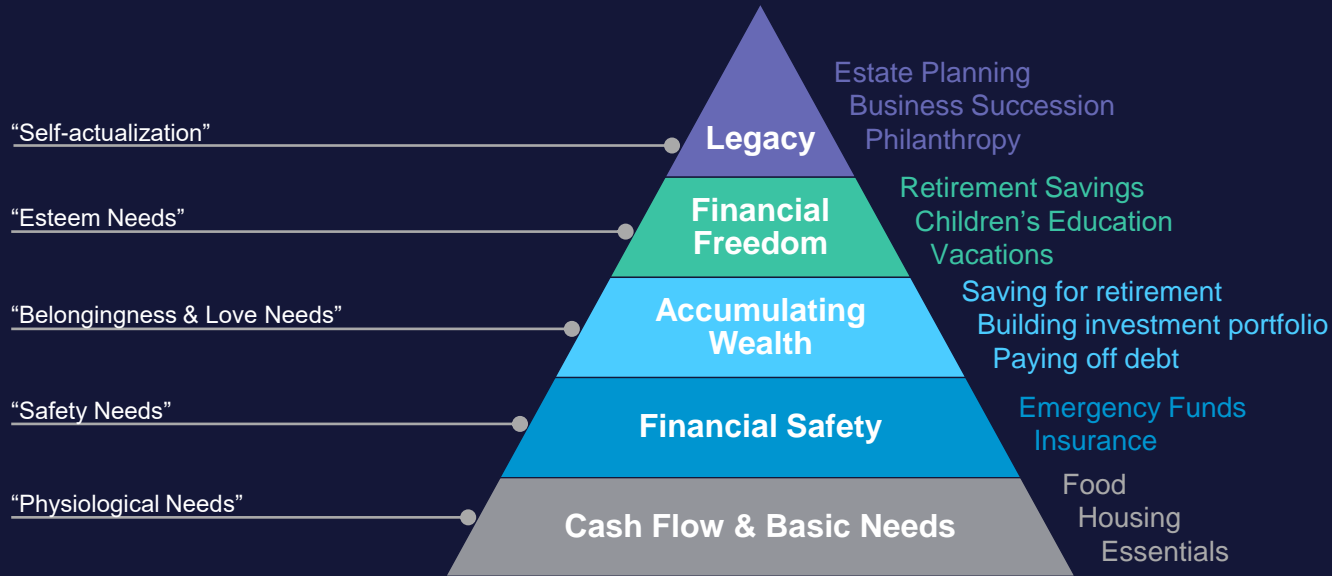 Estate Planning
Business Succession
Philanthropy
“Self-actualization”
Legacy
Retirement Savings
Children’s Education
Vacations
“Esteem Needs”
Financial
Freedom
Saving for retirement
Building investment portfolio
Paying off debt
“Belongingness & Love Needs”
Accumulating
Wealth
Emergency Funds
Insurance
“Safety Needs”
Financial Safety
Food
Housing
Essentials
“Physiological Needs”
Cash Flow & Basic Needs